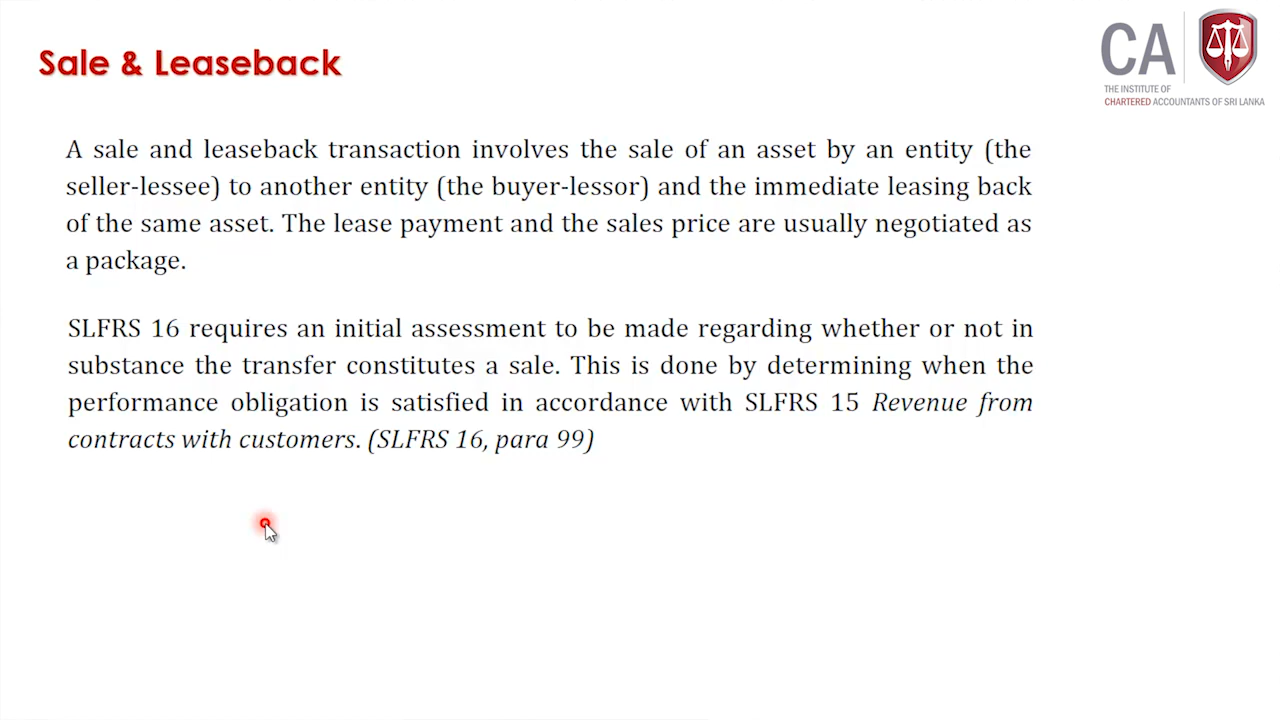 Sale & Leaseback
CA
THE INSTITUTE OF
CHARTERED ACCOUNTANTS OF SRI LANKA
A sale and leaseback transaction involves the sale of an asset by an entity (the
seller-lessee) to another entity (the buyer-lessor) and the immediate leasing back
of the same asset. The lease payment and the sales price are usually negotiated as
a package.
SLFRS 16 requires an initial assessment to be made regarding whether or not in
substance the transfer constitutes a sale. This is done by determining when the
performance obligation is satisfied in accordance with SLFRS 15 Revenue from
contracts with customers. (SLFRS 16, para 99)